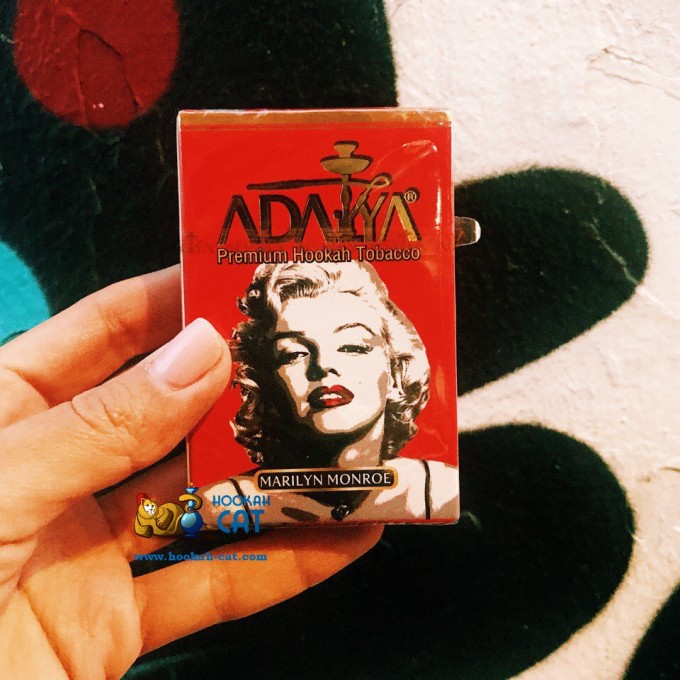 ADALYA®
Premium Hookah Tobacco
MARILYN MONROE
HOOKAH
CAT
www.hookah-cat.com